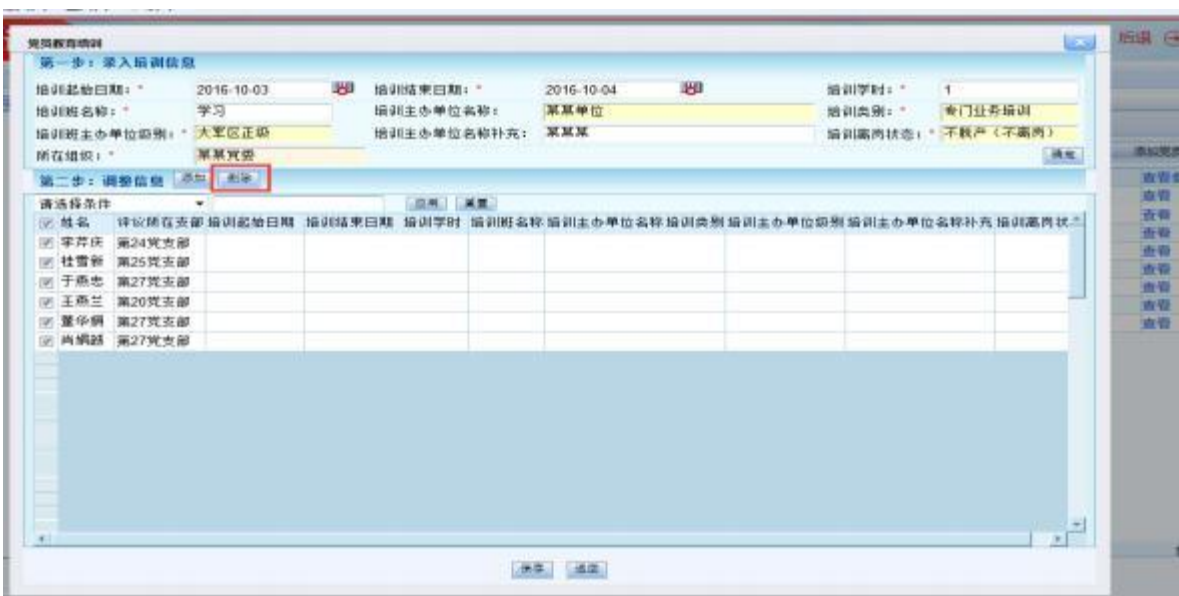 党员教育培训
后退
第一步：录入培训信息
培训起始日期：* 2016-10-03 培训结束日期：* 2016-10-04 培训学时：* 1
培训班名称：* 学习 培训主办单位名称： 某某单位 培训类别：* 专门业务培训
培训班主办单位级别：* 大军区正级 培训主办单位名称补充： 某某某 培训离岗状态：* 不脱产（不离岗）
所在组织：* 某某党委 确定
第二步：调整信息 添加 删除
请选择条件 应用 重置
姓名 评议所在支部 培训起始日期 培训结束日期 培训学时 培训班名称 培训主办单位名称 培训类别 培训主办单位级别 培训主办单位名称补充 培训离岗状
李芹庆 第24党支部
桂雪新 第25党支部
于燕忠 第27党支部
王燕兰 第20党支部
董华娟 第27党支部
肖娟越 第27党支部
查看
查看
查看
查看
查看
查看
查看
保存 返回